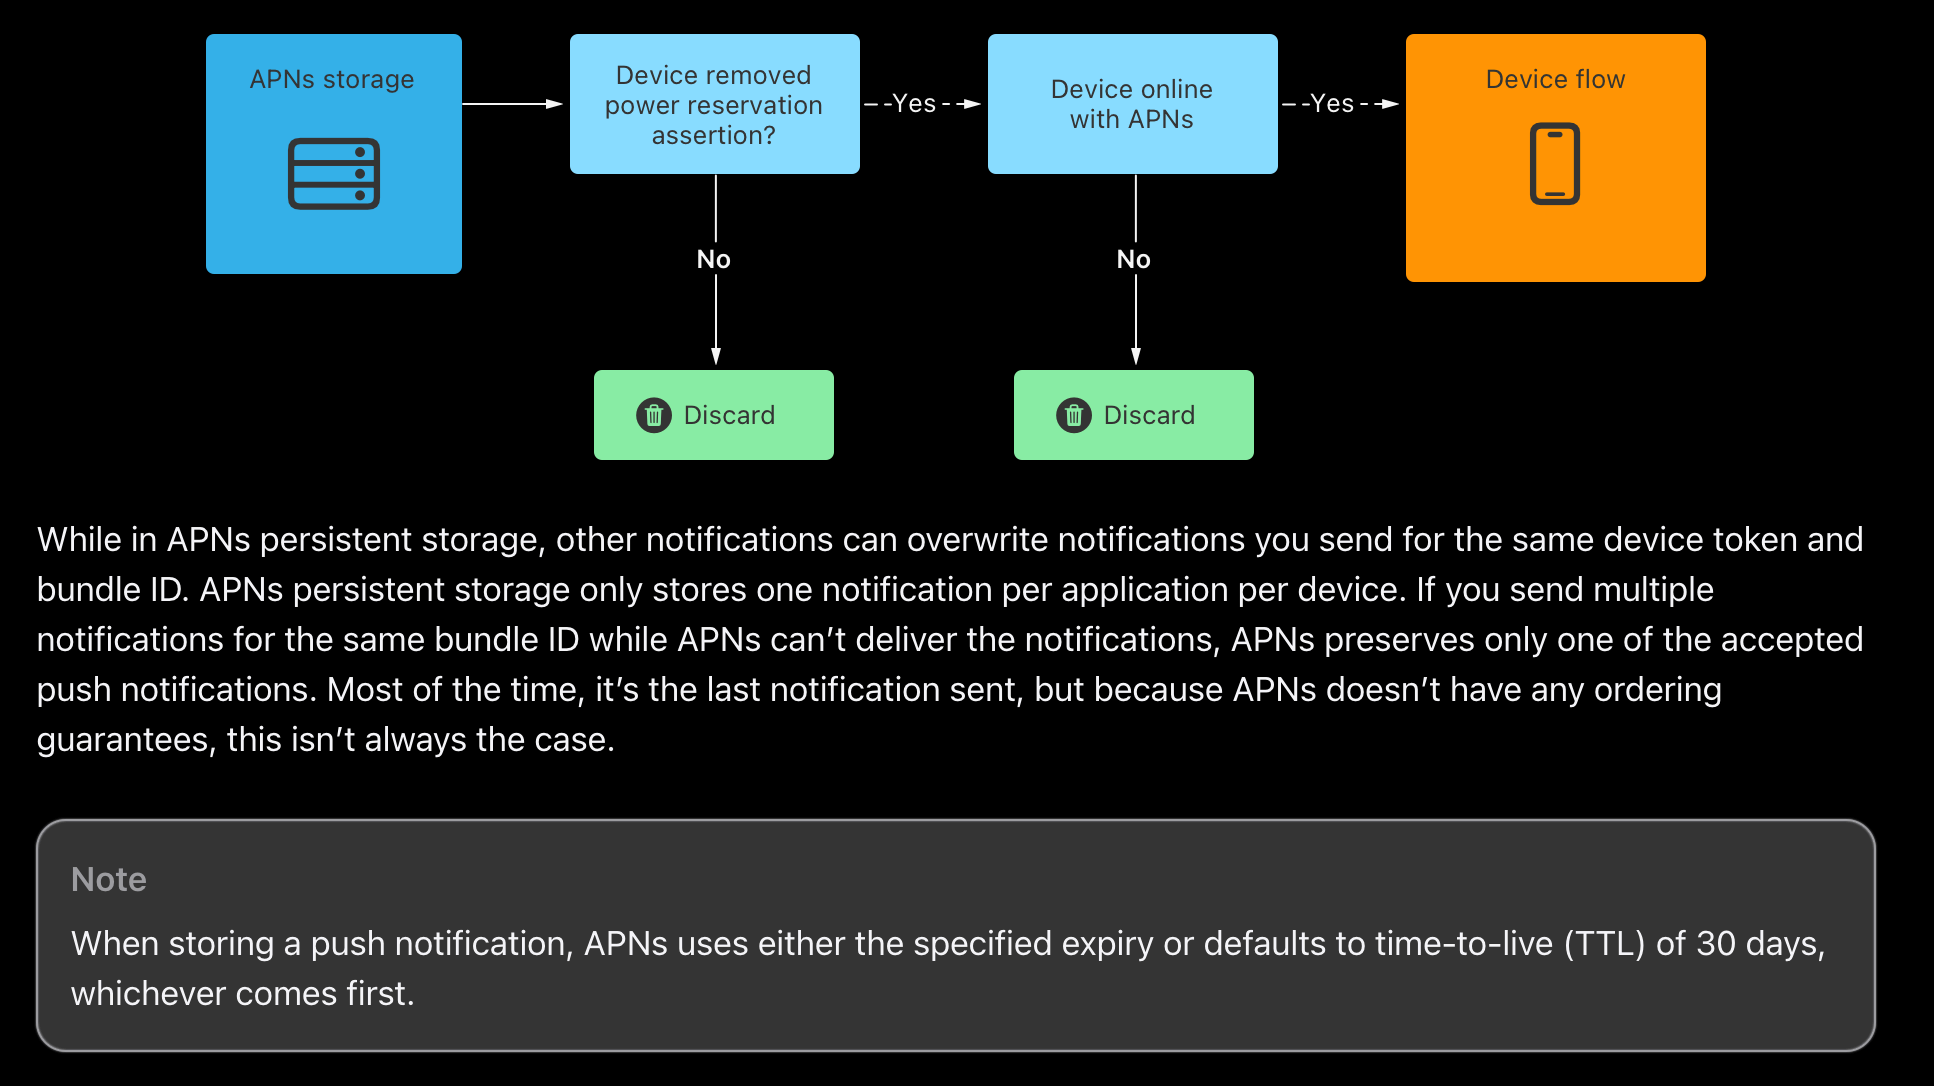 APNs storage
Device removed
power reservation
assertion?
Yes
Device online
with APNs
Yes
Device flow
No
No
Discard
Discard
While in APNs persistent storage, other notifications can overwrite notifications you send for the same device token and
bundle ID. APNs persistent storage only stores one notification per application per device. If you send multiple
notifications for the same bundle ID while APNs can’t deliver the notifications, APNs preserves only one of the accepted
push notifications. Most of the time, it’s the last notification sent, but because APNs doesn’t have any ordering
guarantees, this isn’t always the case.
Note
When storing a push notification, APNs uses either the specified expiry or defaults to time-to-live (TTL) of 30 days,
whichever comes first.